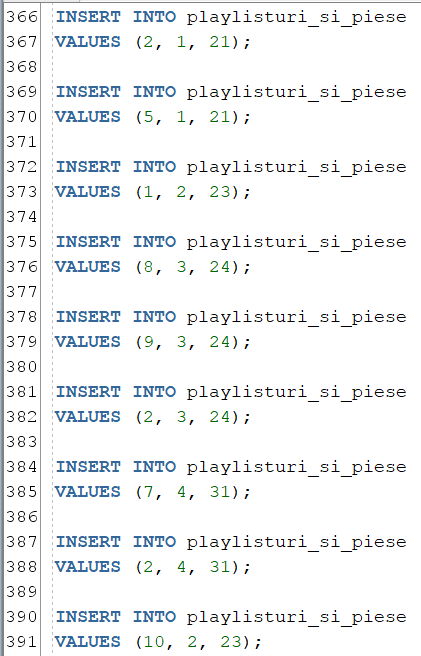 366 INSERT INTO playlisturi_si_piese
367 VALUES (2, 1, 21);
368
369 INSERT INTO playlisturi_si_piese
370 VALUES (5, 1, 21);
371
372 INSERT INTO playlisturi_si_piese
373 VALUES (1, 2, 23);
374
375 INSERT INTO playlisturi_si_piese
376 VALUES (8, 3, 24);
377
378 INSERT INTO playlisturi_si_piese
379 VALUES (9, 3, 24);
380
381 INSERT INTO playlisturi_si_piese
382 VALUES (2, 3, 24);
383
384 INSERT INTO playlisturi_si_piese
385 VALUES (7, 4, 31);
386
387 INSERT INTO playlisturi_si_piese
388 VALUES (2, 4, 31);
389
390 INSERT INTO playlisturi_si_piese
391 VALUES (10, 2, 23);